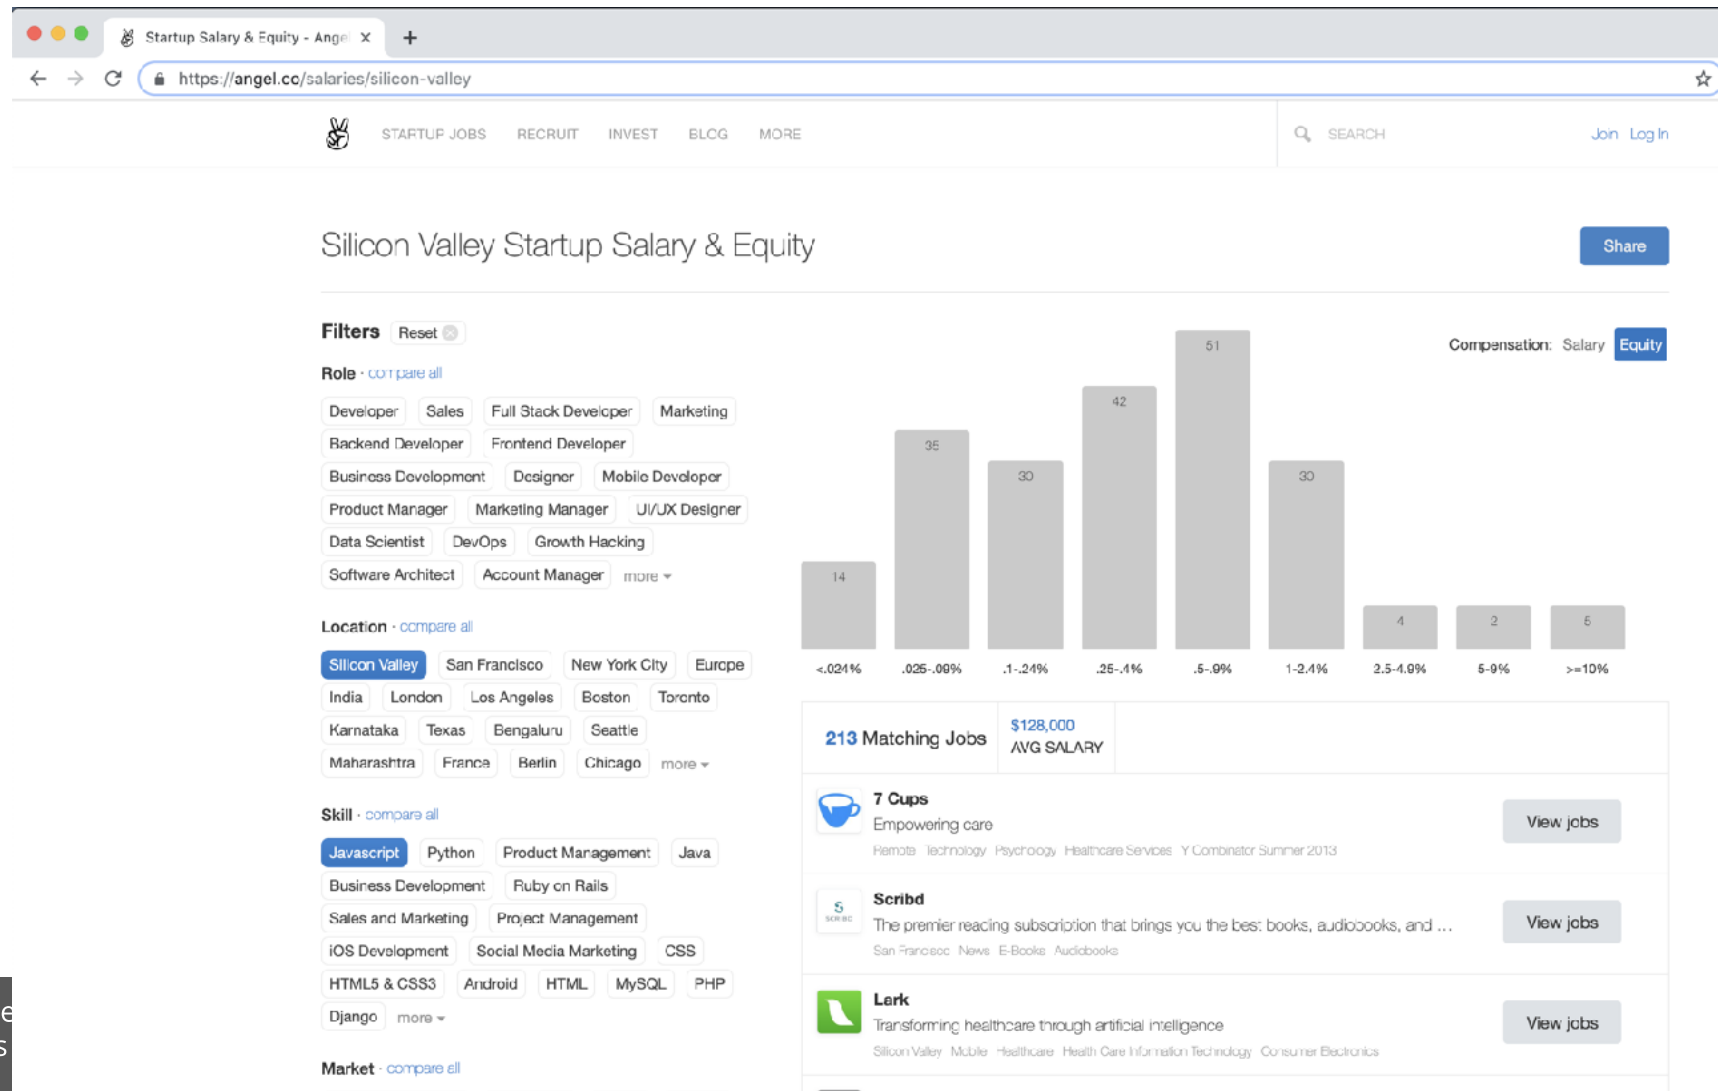 Startup Salary & Equity - Ange
https://angel.co/salaries/silicon-valley
STARTUP JOBS RECRUIT INVEST BLOG MORE SEARCH Join Log In
Silicon Valley Startup Salary & Equity Share
Filters Reset
Role · compare all
Developer Sales Full Stack Developer Marketing
Backend Developer Frontend Developer
Business Development Designer Mobile Developer
Product Manager Marketing Manager UI/UX Designer
Data Scientist DevOps Growth Hacking
Software Architect Account Manager more
Location · compare all
Silicon Valley San Francisco New York City Europe
India London Los Angeles Boston Toronto
Karnataka Texas Bengaluru Seattle
Maharashtra France Berlin Chicago more
Skill · compare all
Javascript Python Product Management Java
Business Development Ruby on Rails
Sales and Marketing Project Management
iOS Development Social Media Marketing CSS
HTML5 & CSS3 Android HTML MySQL PHP
Django more
Market · compare all
Compensation: Salary Equity
14 35 30 42 51 30 4 2 5
<.024% .025-.09% .1-.24% .25-.4% .5-.9% 1-2.4% 2.5-4.9% 5-9% >=10%
213 Matching Jobs
$128,000
AVG SALARY
7 Cups
Empowering care
Remote Technology Psychology Healthcare Services Y Combinator Summer 2013
View jobs
SCRIBD
Scribd
The premier reading subscription that brings you the best books, audiobooks, and ...
San Francisco News E-Books Audiobooks
View jobs
Lark
Transforming healthcare through artificial intelligence
Silicon Valley Mobile Healthcare Health Care Information Technology Consumer Electronics
View jobs